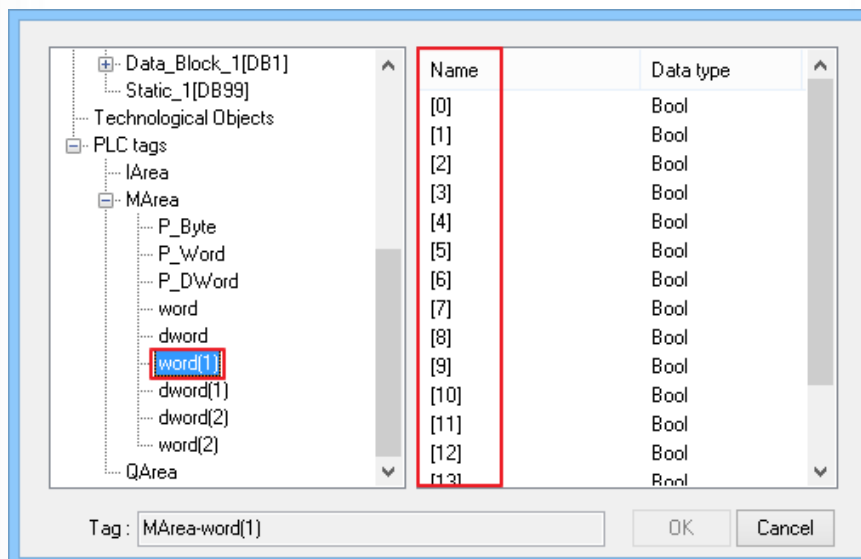 Data_Block_1[DB1]
Static_1[DB99]
Technological Objects
PLC tags
IArea
MArea
P_Byte
P_Word
P_DWord
word
dword
word(1)
dword(1)
dword(2)
word(2)
QArea
Name Data type
[0] Bool
[1] Bool
[2] Bool
[3] Bool
[4] Bool
[5] Bool
[6] Bool
[7] Bool
[8] Bool
[9] Bool
[10] Bool
[11] Bool
[12] Bool
[13] Bool
Tag : MArea-word(1) OK Cancel